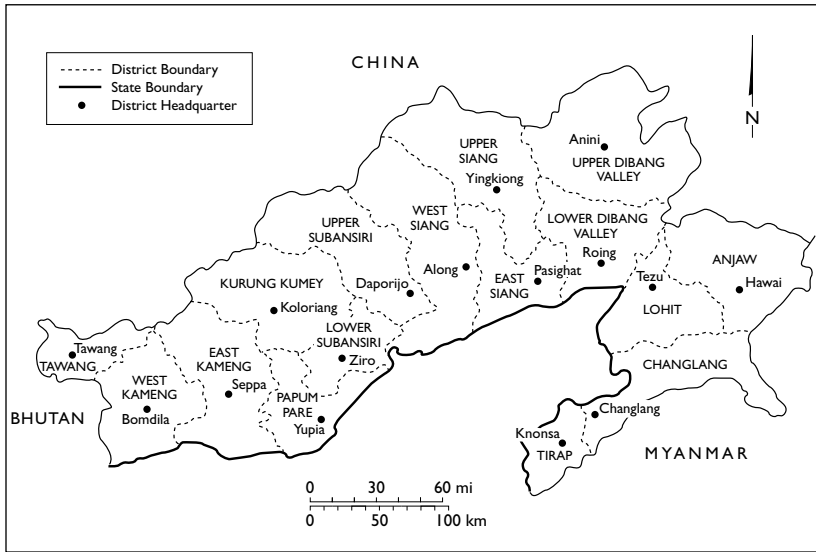 CHINA
District Boundary
State Boundary
District Headquarter
N
UPPER
SIANG
Yingkiong
Anini
UPPER DIBANG
VALLEY
WEST
SIANG
Along
LOWER DIBANG
VALLEY
Roing
UPPER
SUBANSIRI
Daporijo
EAST
SIANG
Pasighat
Tezu
LOHIT
ANJAW
Hawai
KURUNG KUMEY
Koloriang
LOWER
SUBANSIRI
Ziro
CHANGLANG
Changlang
Tawang
TAWANG
WEST
KAMENG
Bomdila
EAST
KAMENG
Seppa
PAPUM
PARE
Yupia
BHUTAN
Knonsa
TIRAP
MYANMAR
0 30 60 mi
0 50 100 km